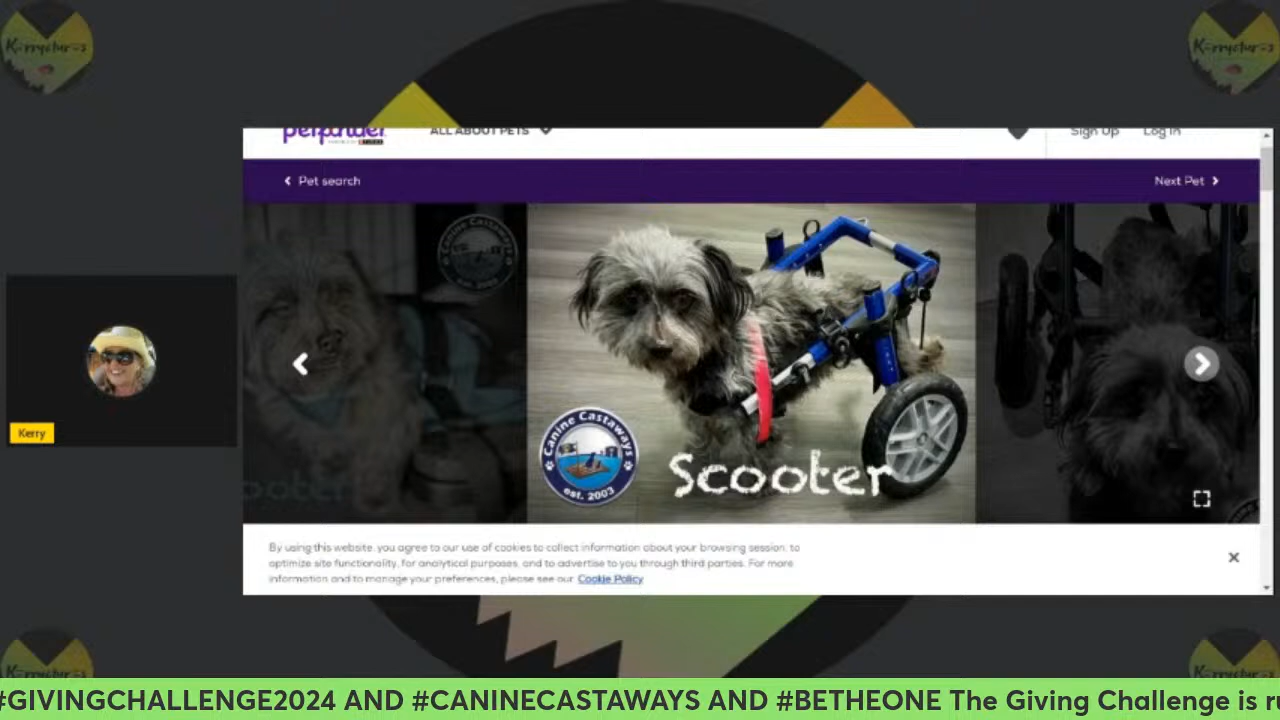 Kerrytures
Kerrytures
petfinder
ALL ABOUT PETS
Sign Up
Log In
Pet search
Next Pet
Canine Castaways
est. 2003
Scooter
Kerry
By using this website, you agree to our use of cookies to collect information about your browsing session, to
optimize site functionality, for analytical purposes, and to advertise to you through third parties. For more
information and to manage your preferences, please see our Cookie Policy
#GIVINGCHALLENGE2024 AND #CANINECASTAWAYS AND #BETHEONE The Giving Challenge is